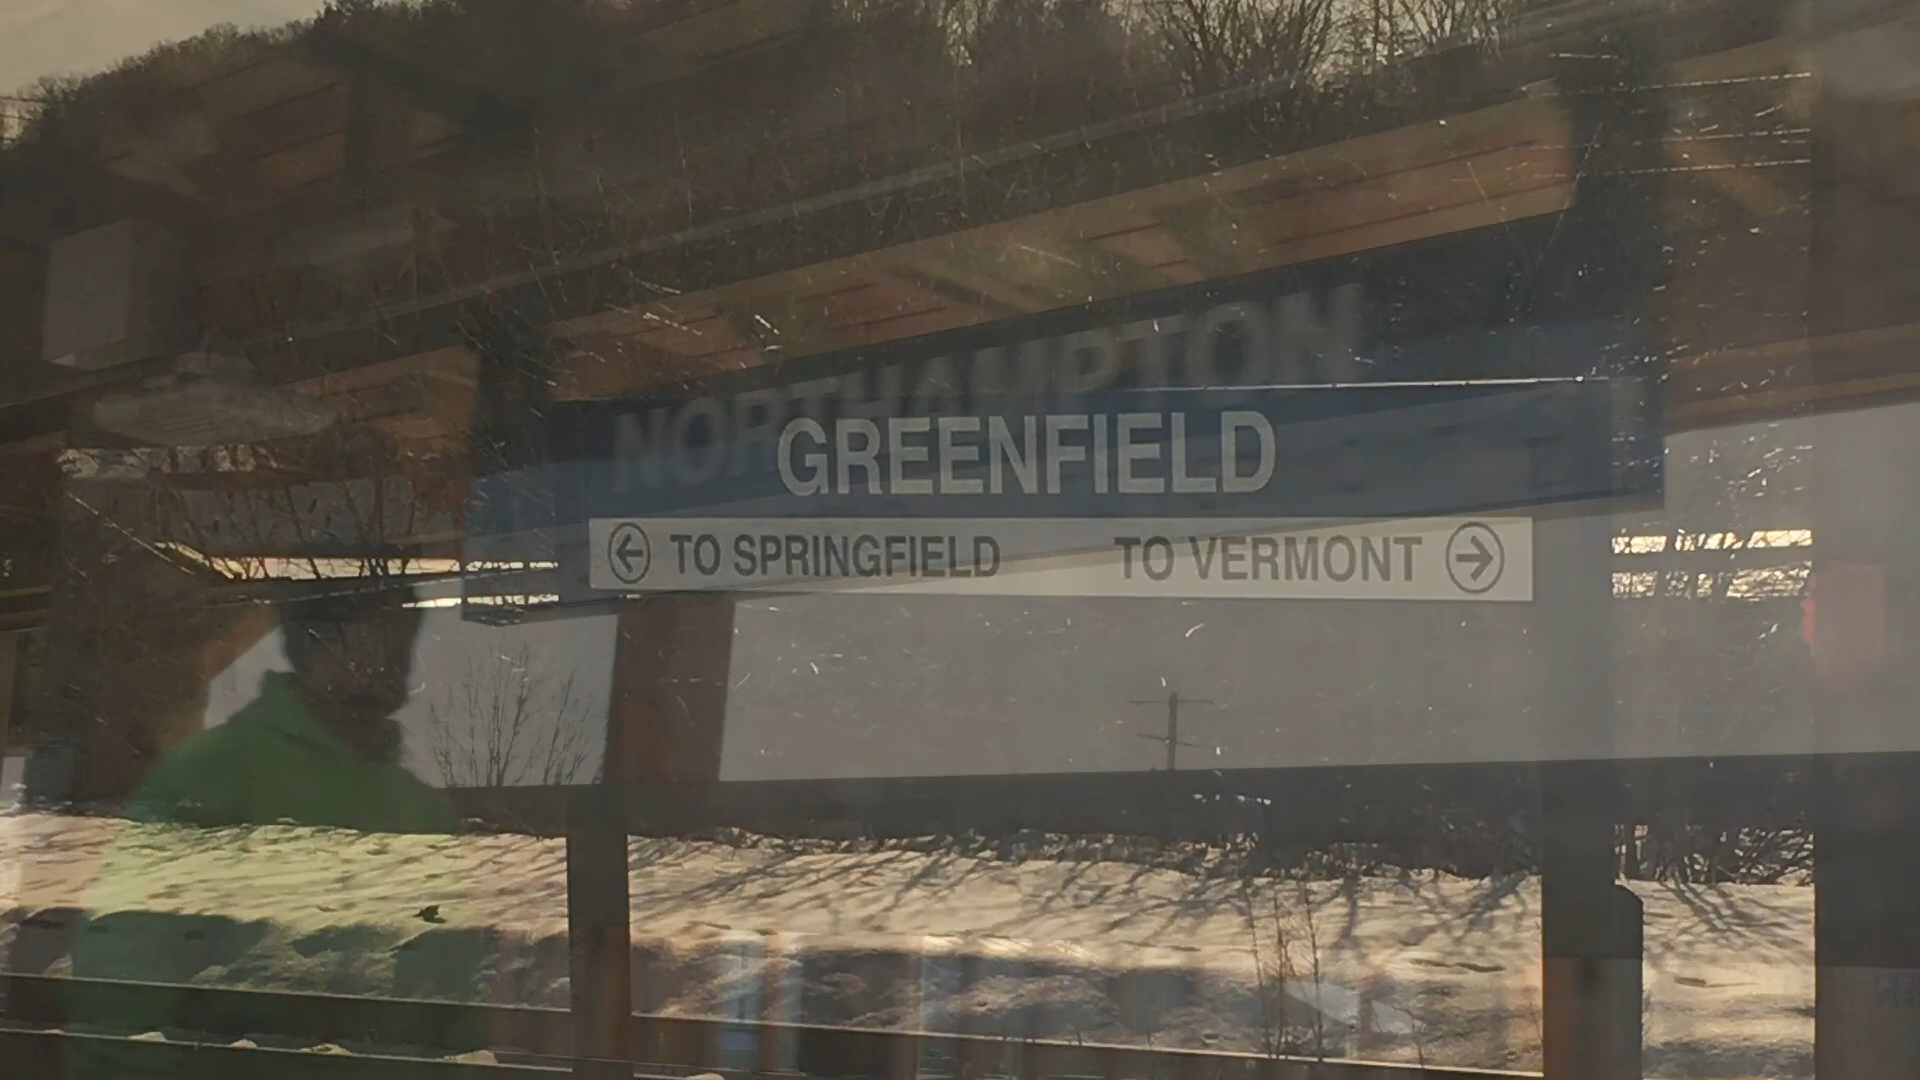 NORTHAMPTON
GREENFIELD
← TO SPRINGFIELD TO VERMONT →